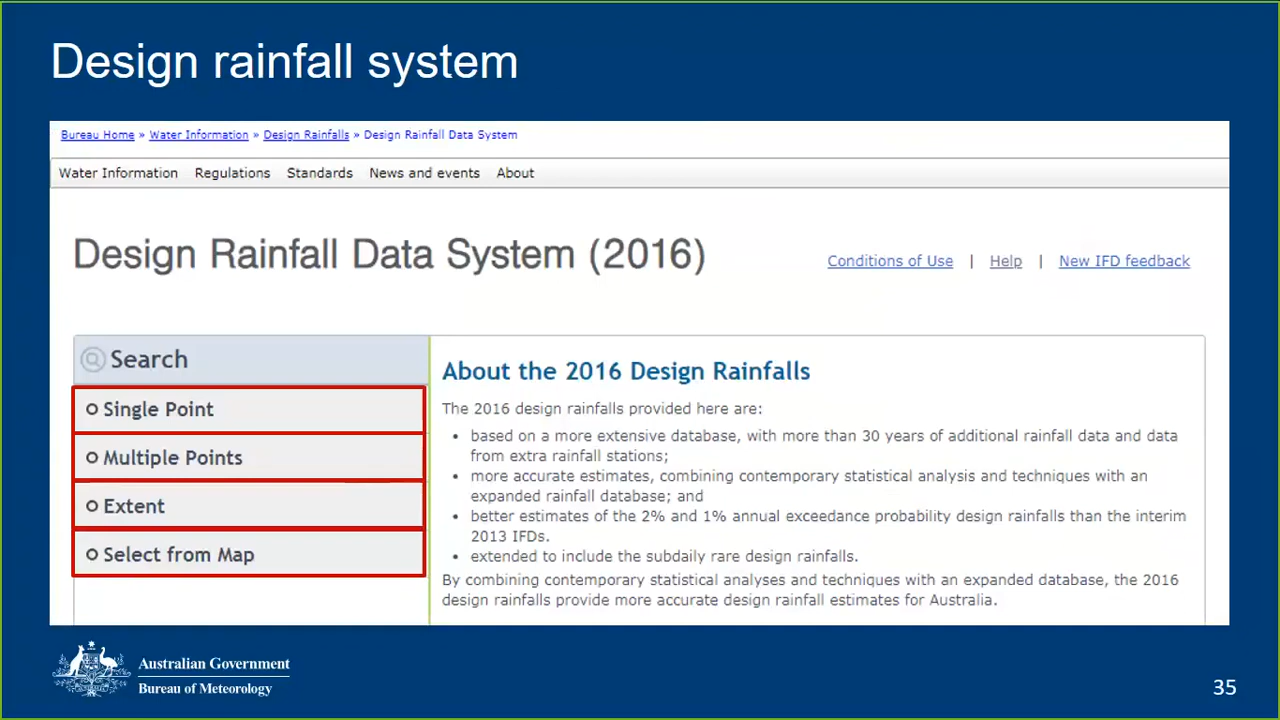 Design rainfall system
Bureau Home » Water Information » Design Rainfalls » Design Rainfall Data System
Water Information Regulations Standards News and events About
Design Rainfall Data System (2016)
Conditions of Use | Help | New IFD feedback
Search
Single Point
Multiple Points
Extent
Select from Map
About the 2016 Design Rainfalls
The 2016 design rainfalls provided here are:
• based on a more extensive database, with more than 30 years of additional rainfall data and data
from extra rainfall stations;
• more accurate estimates, combining contemporary statistical analysis and techniques with an
expanded rainfall database; and
• better estimates of the 2% and 1% annual exceedance probability design rainfalls than the interim
2013 IFDs.
• extended to include the subdaily rare design rainfalls.
By combining contemporary statistical analyses and techniques with an expanded database, the 2016
design rainfalls provide more accurate design rainfall estimates for Australia.
Australian Government
Bureau of Meteorology
35